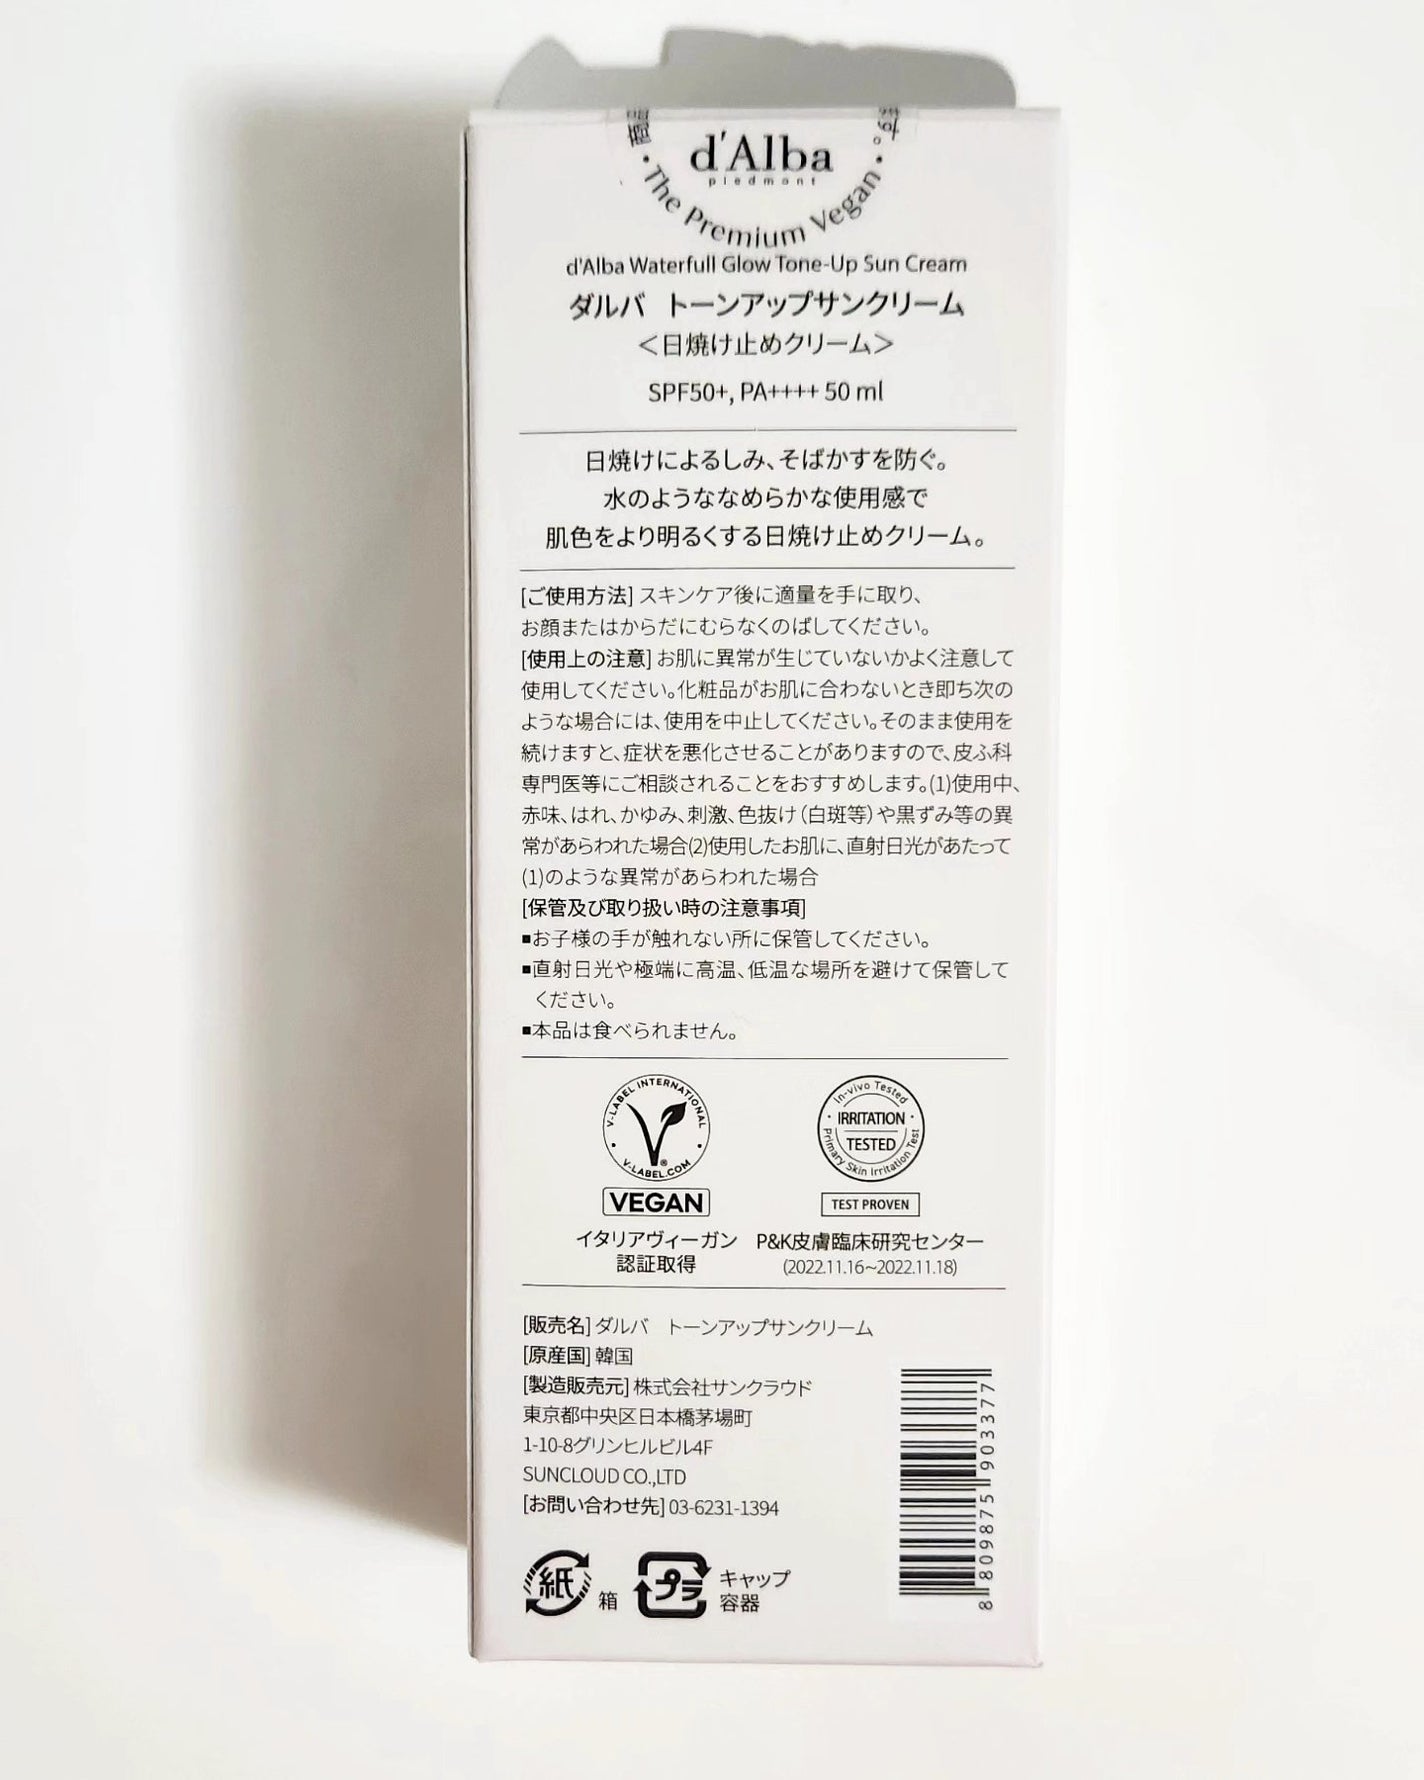 d'Alba
piedmont
• The Premium Vegan •
d'Alba Waterfull Glow Tone-Up Sun Cream
ダルバ　トーンアップサンクリーム
＜日焼け止めクリーム＞
SPF50+, PA++++ 50 ml
日焼けによるしみ、そばかすを防ぐ。
水のようななめらかな使用感で
肌色をより明るくする日焼け止めクリーム。
[ご使用方法] スキンケア後に適量を手に取り、
お顔またはからだにむらなくのばしてください。
[使用上の注意] お肌に異常が生じていないかよく注意して
使用してください。化粧品がお肌に合わないとき即ち次の
ような場合には、使用を中止してください。そのまま使用を
続けますと、症状を悪化させることがありますので、皮ふ科
専門医等にご相談されることをおすすめします。(1)使用中、
赤味、はれ、かゆみ、刺激、色抜け（白斑等）や黒ずみ等の異
常があらわれた場合(2)使用したお肌に、直射日光があたって
(1)のような異常があらわれた場合
[保管及び取り扱い時の注意事項]
■お子様の手が触れない所に保管してください。
■直射日光や極端に高温、低温な場所を避けて保管して
ください。
■本品は食べられません。
V-LABEL INTERNATIONAL
V-LABEL.COM
VEGAN
イタリアヴィーガン
認証取得
In-vivo Tested
IRRITATION
TESTED
Primary Skin Irritation Test
TEST PROVEN
P&K皮膚臨床研究センター
(2022.11.16~2022.11.18)
[販売名] ダルバ　トーンアップサンクリーム
[原産国] 韓国
[製造販売元] 株式会社サンクラウド
東京都中央区日本橋茅場町
1-10-8グリンヒルビル4F
SUNCLOUD CO.,LTD
[お問い合わせ先] 03-6231-1394
紙
箱
プラ
キャップ
容器
8 809875 903377